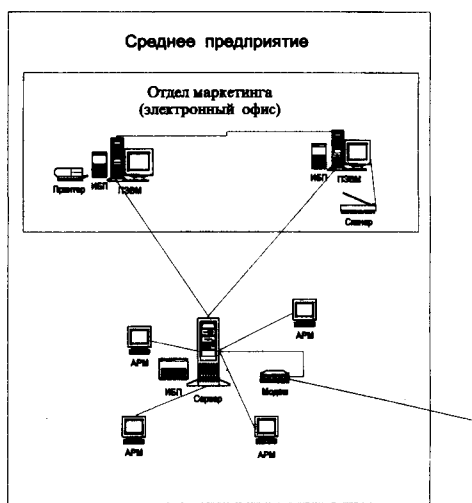 Среднее предприятие
Отдел маркетинга
(электронный офис)
Принтер ИБП ПЭВМ ИБП ПЭВМ
Сканер
АРМ АРМ
ИБП Сервер Модем
АРМ АРМ